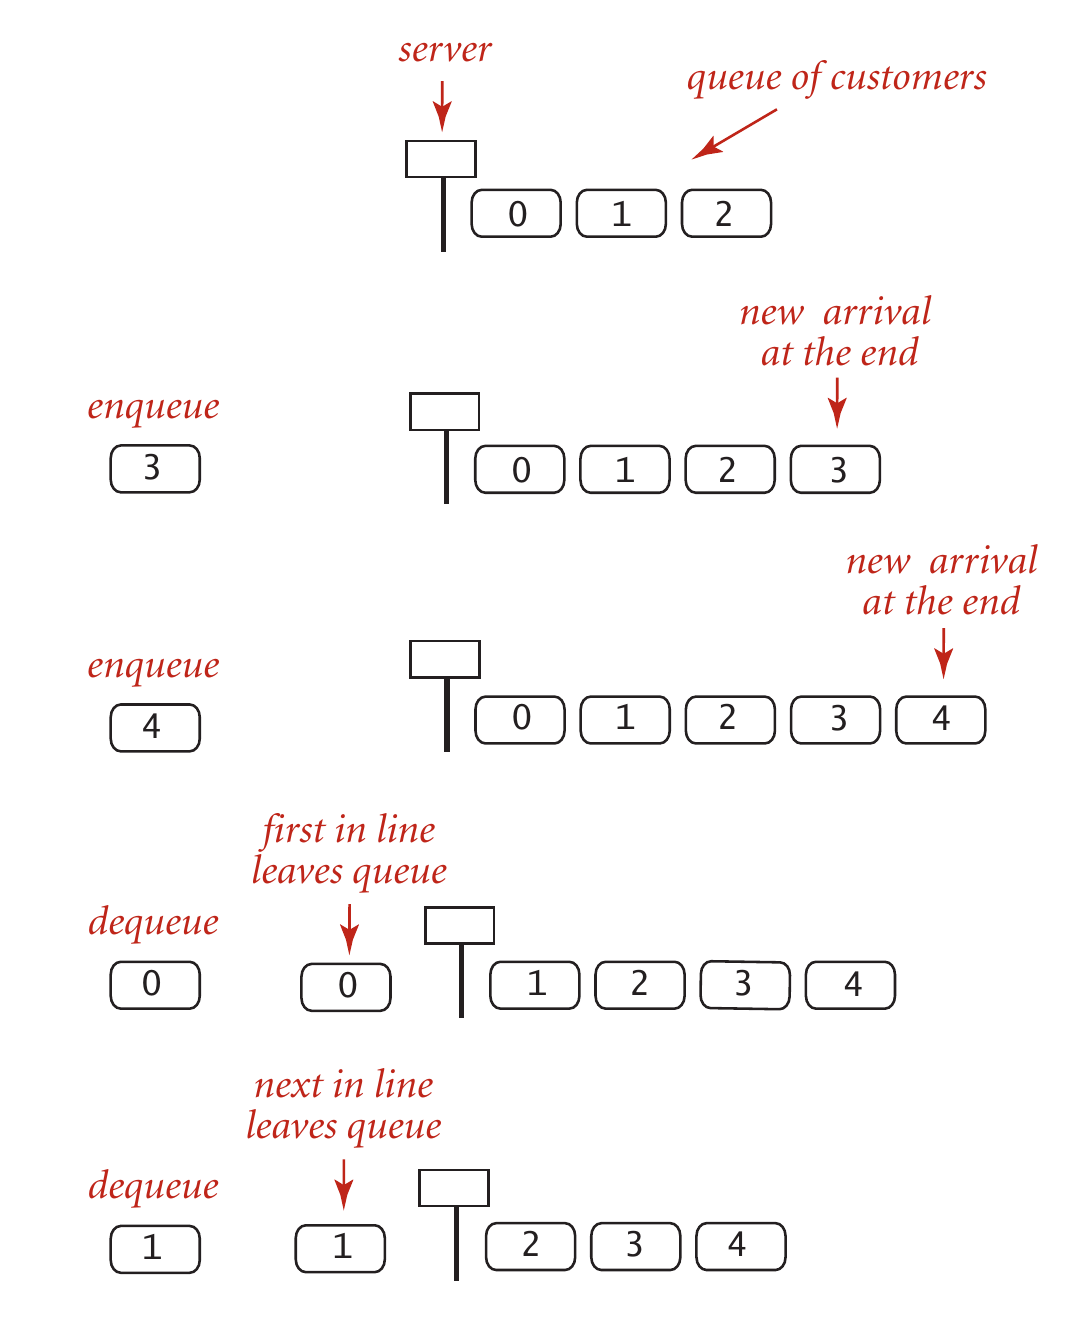 server
queue of customers
0 1 2
new arrival
at the end
enqueue
3
0 1 2 3
new arrival
at the end
enqueue
4
0 1 2 3 4
first in line
leaves queue
dequeue
0
0
1 2 3 4
next in line
leaves queue
dequeue
1
1
2 3 4